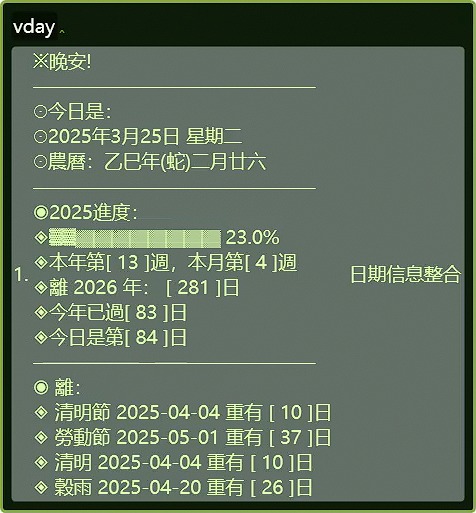 vday
※晚安!
⊙今日是：
⊙2025年3月25日 星期二
⊙農曆：乙巳年(蛇)二月廿六
◉2025進度：
◈▓▓▒▒▒▒▒▒▒▒ 23.0%
1. ◈本年第[ 13 ]週，本月第[ 4 ]週 日期信息整合
◈離 2026 年： [ 281 ]日
◈今年已過[ 83 ]日
◈今日是第[ 84 ]日
◉ 離：
◈ 清明節 2025-04-04 重有 [ 10 ]日
◈ 勞動節 2025-05-01 重有 [ 37 ]日
◈ 清明 2025-04-04 重有 [ 10 ]日
◈ 穀雨 2025-04-20 重有 [ 26 ]日